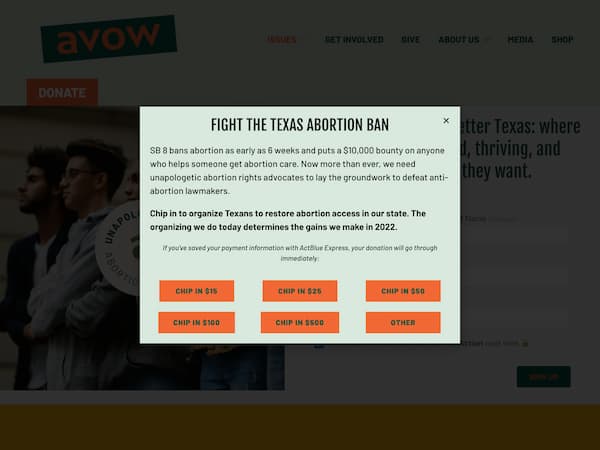 avow
ISSUES GET INVOLVED GIVE ABOUT US MEDIA SHOP
DONATE
FIGHT THE TEXAS ABORTION BAN
×
SB 8 bans abortion as early as 6 weeks and puts a $10,000 bounty on anyone
who helps someone get abortion care. Now more than ever, we need
unapologetic abortion rights advocates to lay the groundwork to defeat anti-
abortion lawmakers.
Chip in to organize Texans to restore abortion access in our state. The
organizing we do today determines the gains we make in 2022.
If you've saved your payment information with ActBlue Express, your donation will go through
immediately:
CHIP IN $15 CHIP IN $25 CHIP IN $50
CHIP IN $100 CHIP IN $500 OTHER
etter Texas: where
d, thriving, and
they want.
Name
UNAPOLO
ABORTIO
Action
SIGN UP